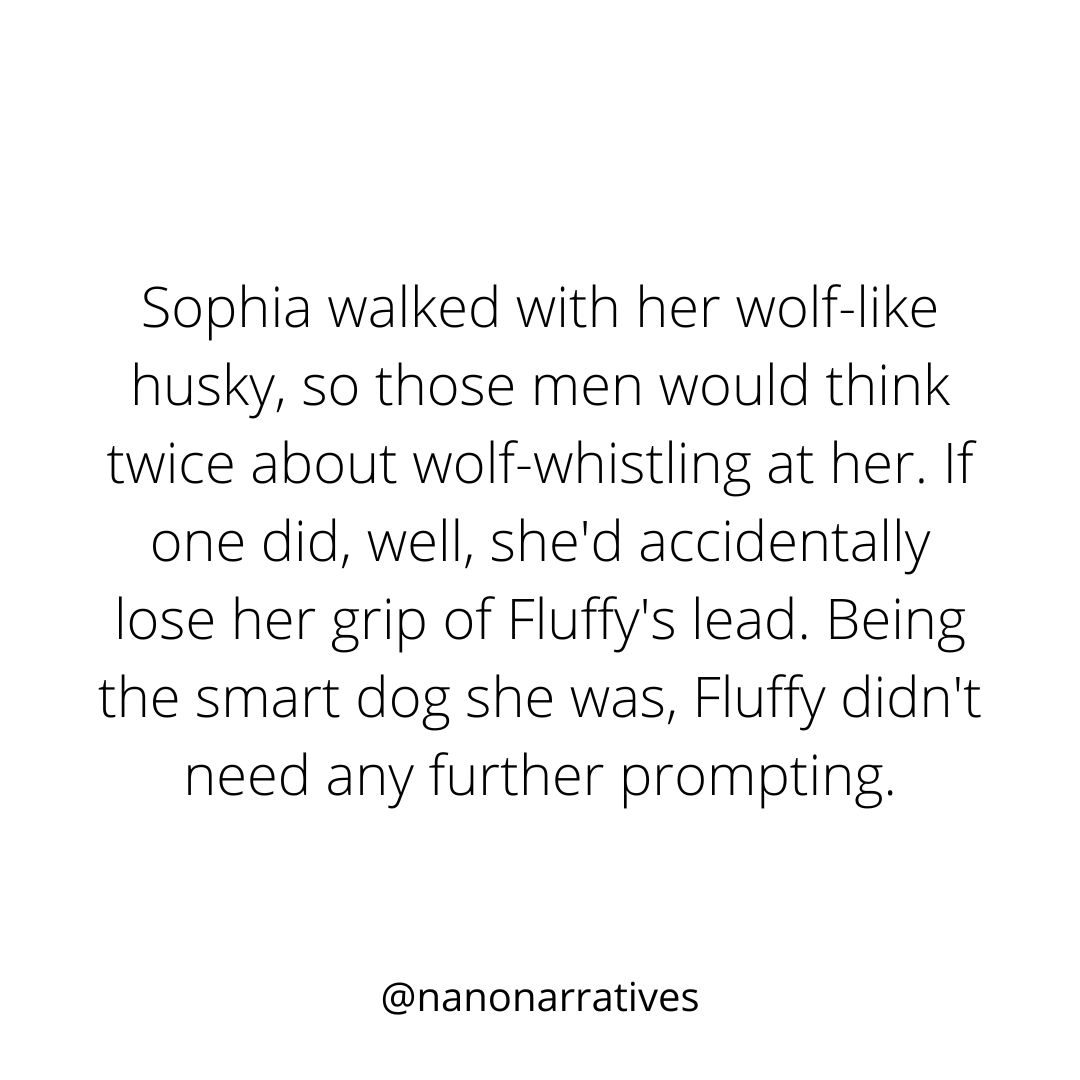 Sophia walked with her wolf-like
husky, so those men would think
twice about wolf-whistling at her. If
one did, well, she'd accidentally
lose her grip of Fluffy's lead. Being
the smart dog she was, Fluffy didn't
need any further prompting.
@nanonarratives